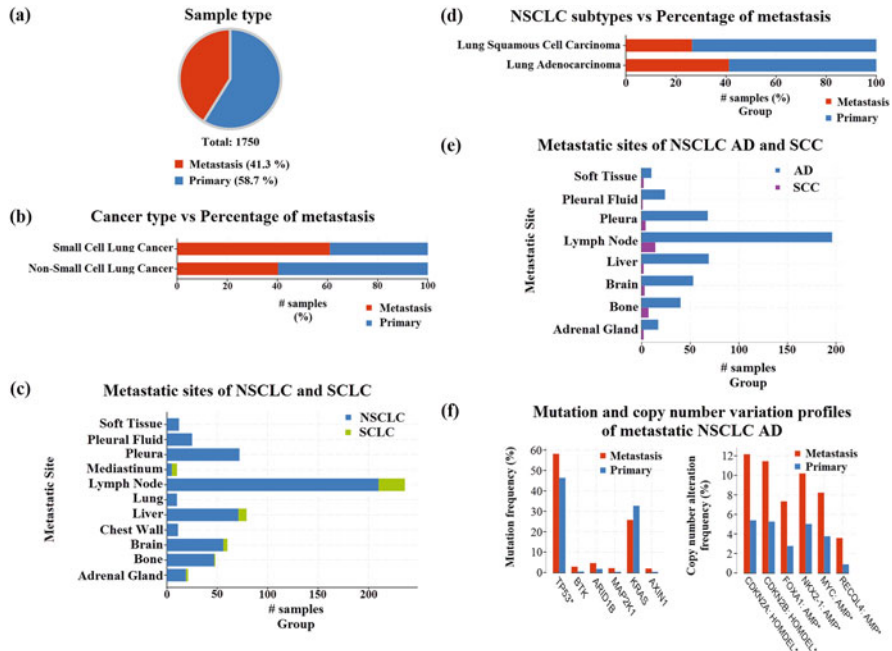 (a)
Sample type
Total: 1750
Metastasis (41.3 %)
Primary (58.7 %)
(b)
Cancer type vs Percentage of metastasis
Small Cell Lung Cancer
Non-Small Cell Lung Cancer
0 20 40 60 80 100
# samples
(%)
Metastasis
Primary
(c)
Metastatic sites of NSCLC and SCLC
Metastatic Site
Soft Tissue
Pleural Fluid
Pleura
Mediastinum
Lymph Node
Lung
Liver
Chest Wall
Brain
Bone
Adrenal Gland
NSCLC
SCLC
0 50 100 150 200
# samples
Group
(d)
NSCLC subtypes vs Percentage of metastasis
Lung Squamous Cell Carcinoma
Lung Adenocarcinoma
0 20 40 60 80 100
# samples (%)
Group
Metastasis
Primary
(e)
Metastatic sites of NSCLC AD and SCC
Metastatic Site
Soft Tissue
Pleural Fluid
Pleura
Lymph Node
Liver
Brain
Bone
Adrenal Gland
AD
SCC
0 50 100 150 200
# samples
Group
(f)
Mutation and copy number variation profiles
of metastatic NSCLC AD
Mutation frequency (%)
60
50
40
30
20
10
0
Metastasis
Primary
TP53*
BTK
ARID1B
MAP2K1
KRAS
AXIN1
Copy number alteration
frequency (%)
12
10
8
6
4
2
0
Metastasis
Primary
CDKN2A: HOMDEL*
CDKN2B: HOMDEL*
FOXA1: AMP*
NKX2-1: AMP*
MYC: AMP*
RECQL4: AMP*